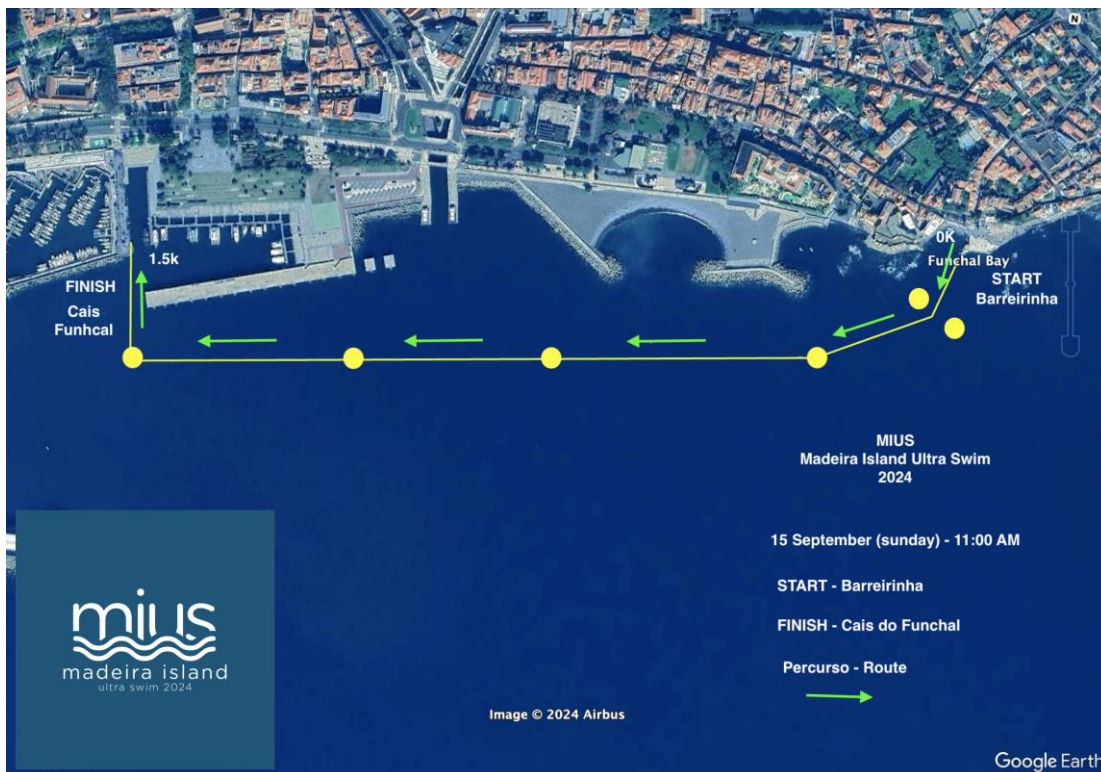 N
0K
Funchal Bay
START
Barreirinha
1.5k
FINISH
Cais
Funhcal
MIUS
Madeira Island Ultra Swim
2024
15 September (sunday) - 11:00 AM
START - Barreirinha
FINISH - Cais do Funchal
Percurso - Route
mius
madeira island
ultra swim 2024
Image © 2024 Airbus
Google Earth